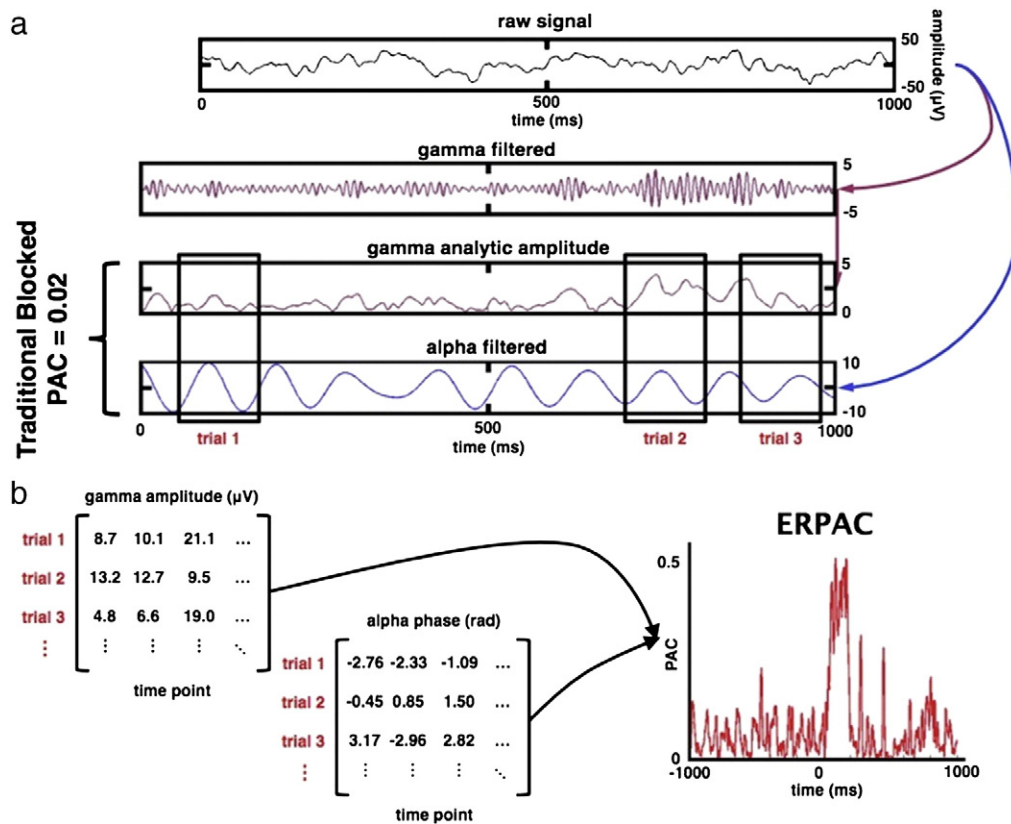 a
raw signal
50
-50
amplitude (µV)
0
500
1000
time (ms)
gamma filtered
5
-5
Traditional Blocked
PAC = 0.02
gamma analytic amplitude
5
0
alpha filtered
10
-10
0
500
1000
time (ms)
trial 1
trial 2
trial 3
b
gamma amplitude (µV)
trial 1 8.7 10.1 21.1 ...
trial 2 13.2 12.7 9.5 ...
trial 3 4.8 6.6 19.0 ...
⋮ ⋮ ⋮ ⋮ ⋱
time point
alpha phase (rad)
trial 1 -2.76 -2.33 -1.09 ...
trial 2 -0.45 0.85 1.50 ...
trial 3 3.17 -2.96 2.82 ...
⋮ ⋮ ⋮ ⋮ ⋱
time point
ERPAC
0.5
PAC
0
-1000 0 1000
time (ms)